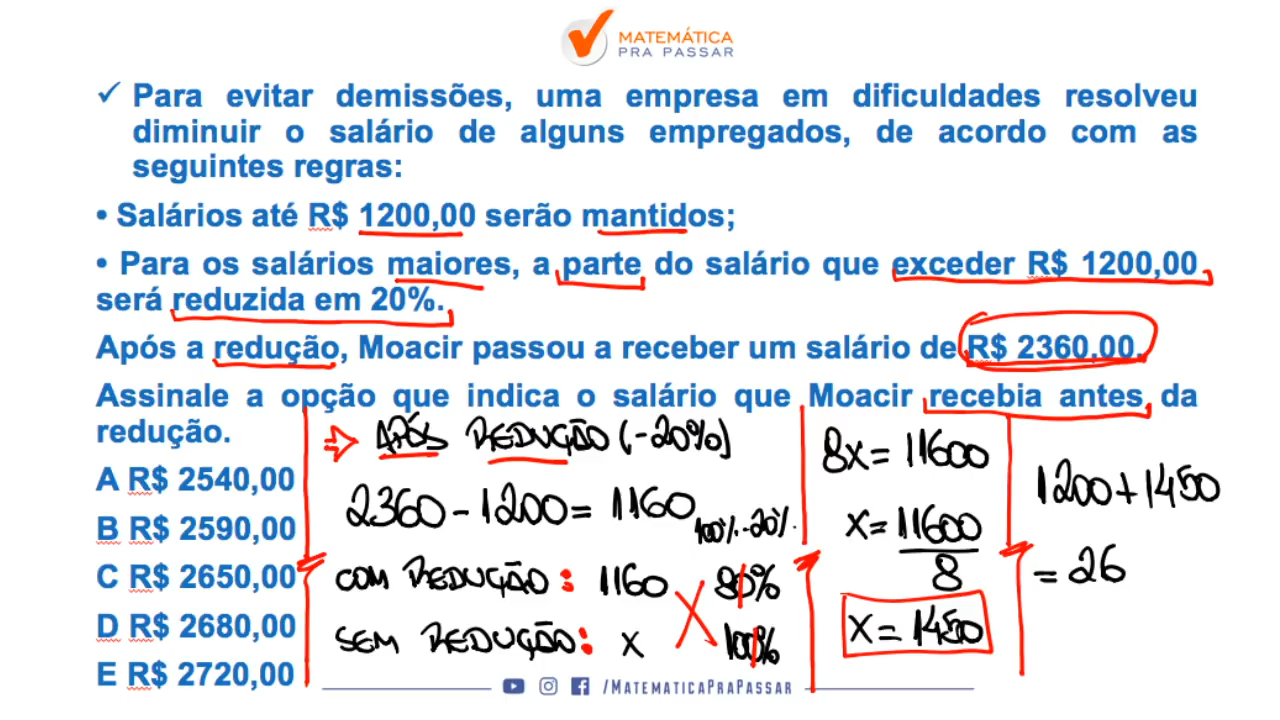 MATEMÁTICA
PRA PASSAR
✓ Para evitar demissões, uma empresa em dificuldades resolveu
diminuir o salário de alguns empregados, de acordo com as
seguintes regras:
• Salários até R$ 1200,00 serão mantidos;
• Para os salários maiores, a parte do salário que exceder R$ 1200,00
será reduzida em 20%.
Após a redução, Moacir passou a receber um salário de R$ 2360,00.
Assinale a opção que indica o salário que Moacir recebia antes da
redução.
A R$ 2540,00
B R$ 2590,00
C R$ 2650,00
D R$ 2680,00
E R$ 2720,00
⇒ APÓS REDUÇÃO (-20%)
2360 - 1200 = 1160
100% - 20%
COM REDUÇÃO: 1160 80%
SEM REDUÇÃO: x 100%
8x = 11600
x = 11600
8
x = 1450
1200 + 1450
= 26
/MATEMATICAPRAPASSAR